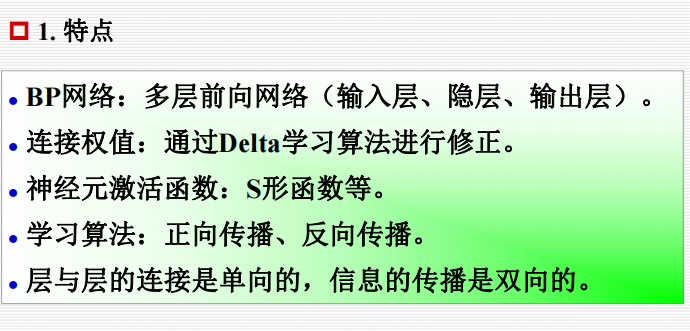 1. 特点
BP网络：多层前向网络（输入层、隐层、输出层）。
连接权值：通过Delta学习算法进行修正。
神经元激活函数：S形函数等。
学习算法：正向传播、反向传播。
层与层的连接是单向的，信息的传播是双向的。